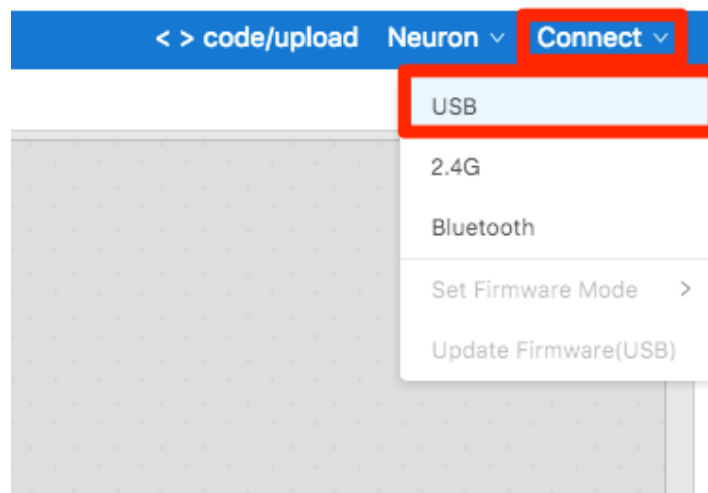 < > code/upload Neuron Connect
USB
2.4G
Bluetooth
Set Firmware Mode >
Update Firmware(USB)